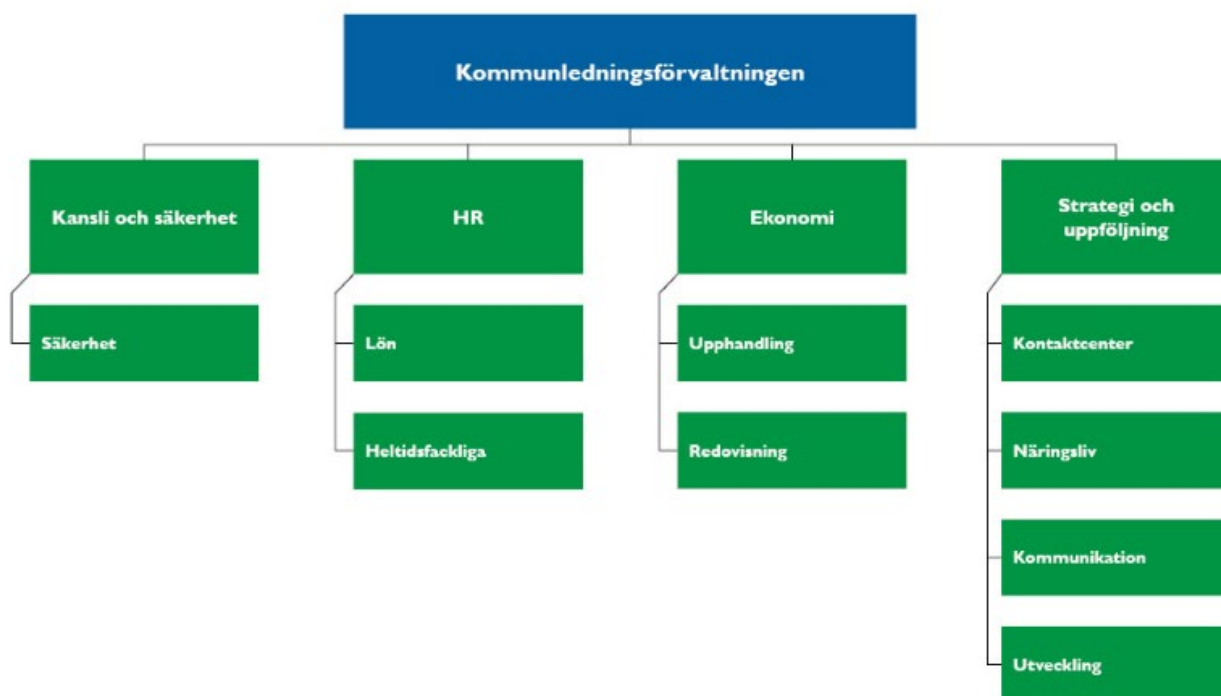 Kommunledningsförvaltningen
Kansli och säkerhet
HR
Ekonomi
Strategi och
uppföljning
Säkerhet
Lön
Upphandling
Kontaktcenter
Heltidsfackliga
Redovisning
Näringsliv
Kommunikation
Utveckling